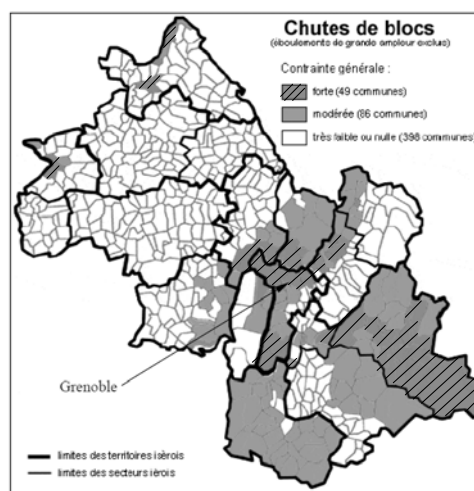 Chutes de blocs
(éboulements de grande ampleur exclus)
Contrainte générale :
forte (49 communes)
modérée (86 communes)
très faible ou nulle (398 communes)
Grenoble
limites des territoires isérois
limites des secteurs iérois